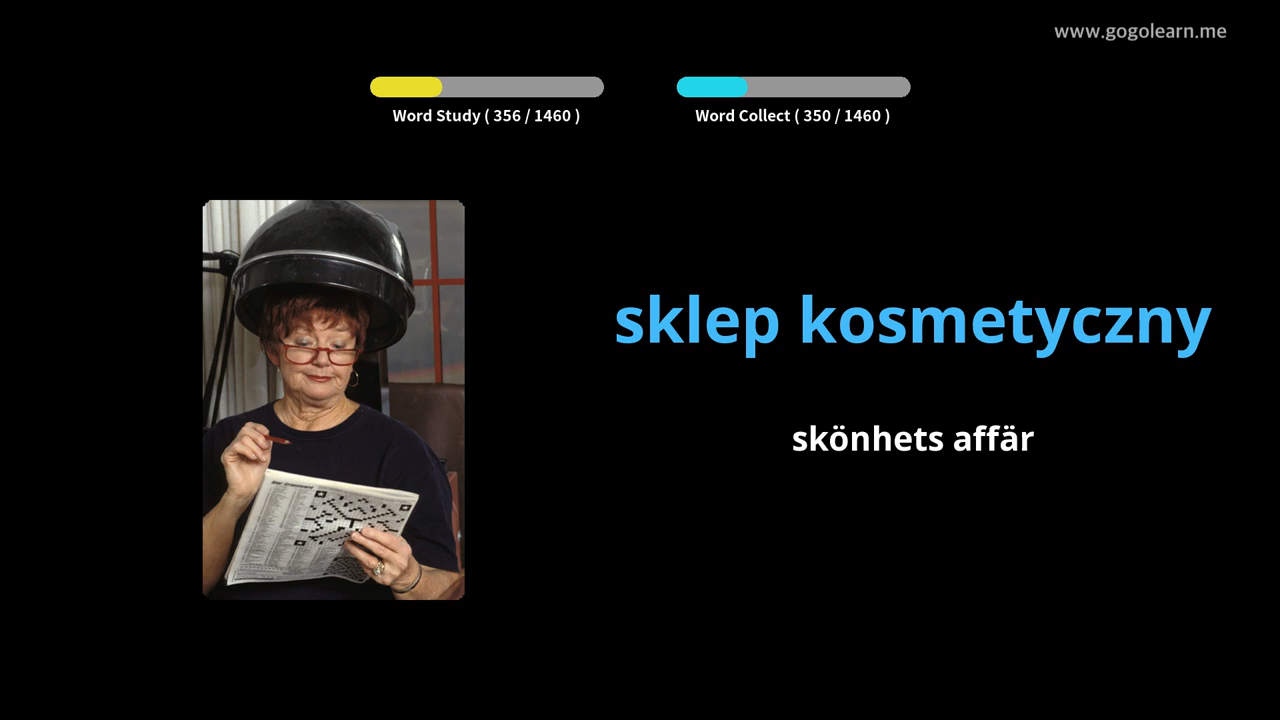 www.gogolearn.me
Word Study ( 356 / 1460 )
Word Collect ( 350 / 1460 )
sklep kosmetyczny
skönhets affär